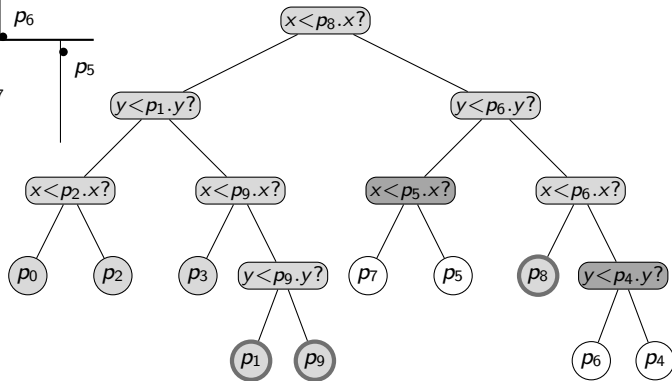 p6
x<p8.x?
p5
y<p1.y? y<p6.y?
x<p2.x? x<p9.x? x<p5.x? x<p6.x?
p0 p2 p3 y<p9.y? p7 p5 p8 y<p4.y?
p1 p9 p6 p4